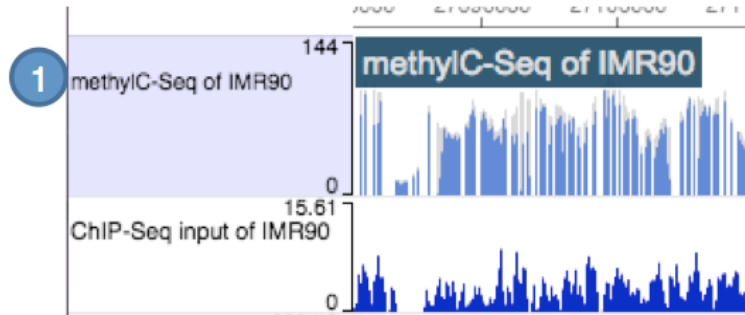 144
methylC-Seq of IMR90
1
methylC-Seq of IMR90
0
15.61
ChIP-Seq input of IMR90
0